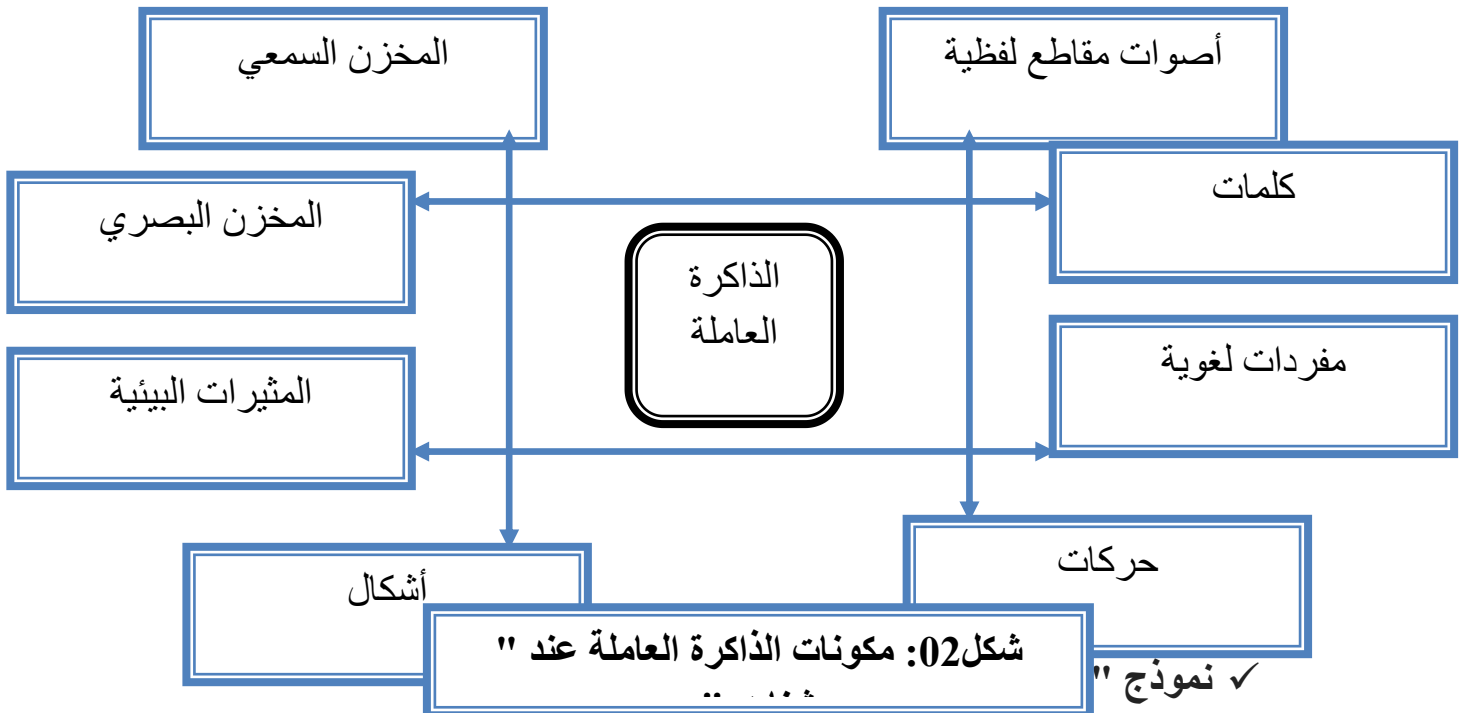 أصوات مقاطع لفظية
المخزن السمعي
كلمات
المخزن البصري
الذاكرة
العاملة
مفردات لغوية
المثيرات البيئية
حركات
أشكال
شكل02: مكونات الذاكرة العاملة عند "
✓ نموذج "